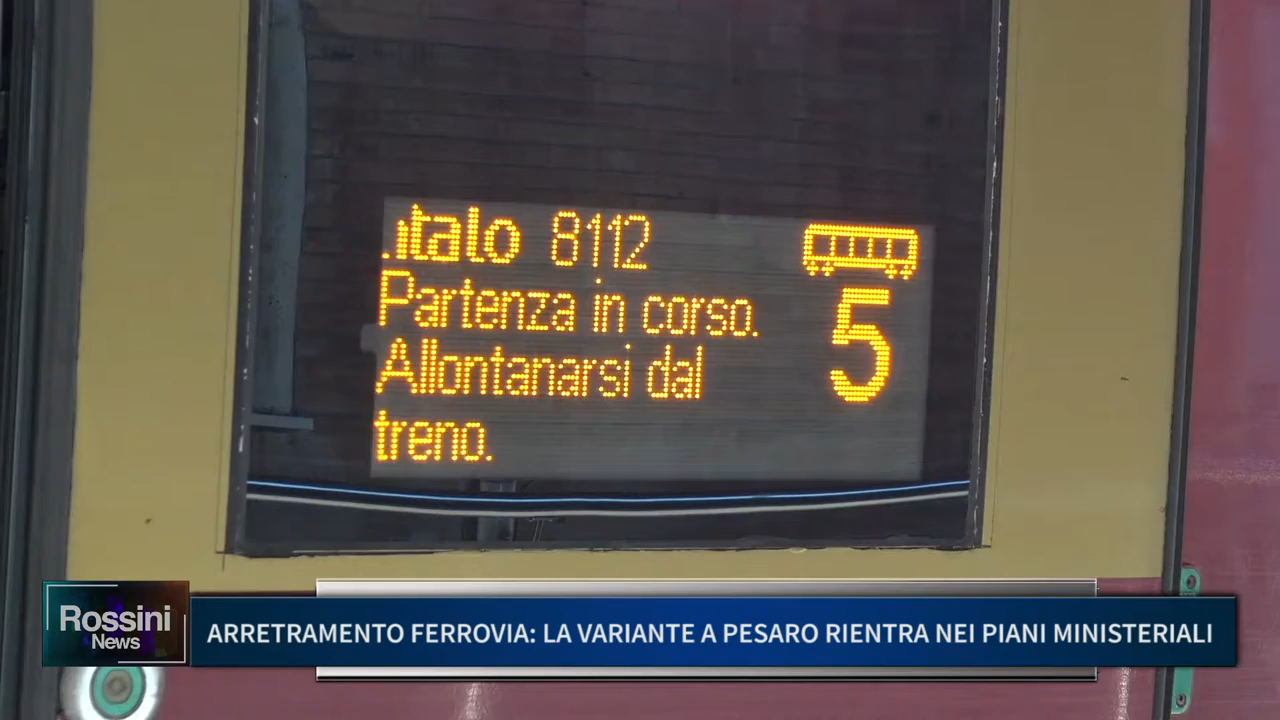 .italo 8112
Partenza in corso.
Allontanarsi dal
treno.
5
Rossini
News
ARRETRAMENTO FERROVIA: LA VARIANTE A PESARO RIENTRA NEI PIANI MINISTERIALI